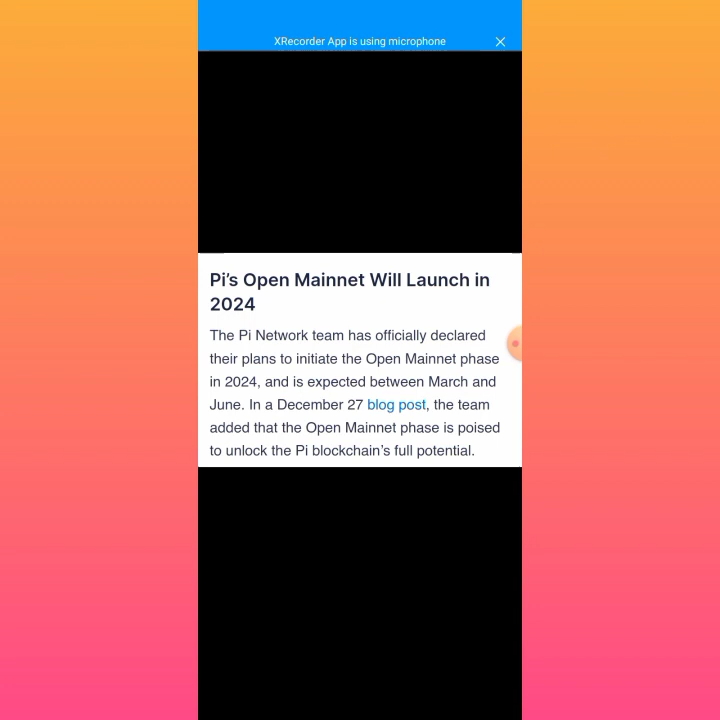 XRecorder App is using microphone
Pi’s Open Mainnet Will Launch in
2024
The Pi Network team has officially declared
their plans to initiate the Open Mainnet phase
in 2024, and is expected between March and
June. In a December 27 blog post, the team
added that the Open Mainnet phase is poised
to unlock the Pi blockchain’s full potential.